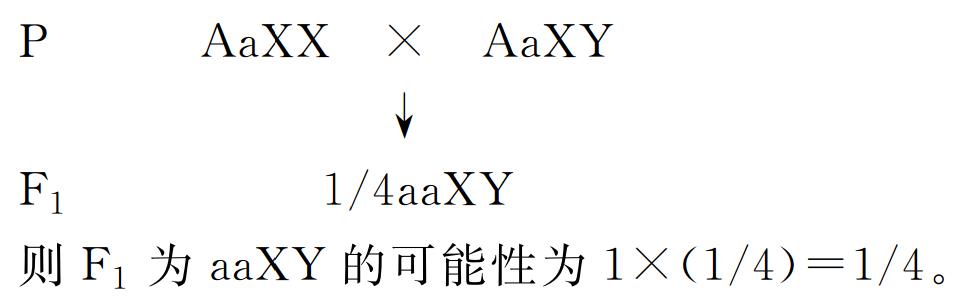 P AaXX × AaXY
↓
F₁ 1/4aaXY
则 F₁ 为 aaXY 的可能性为 1×(1/4)=1/4。